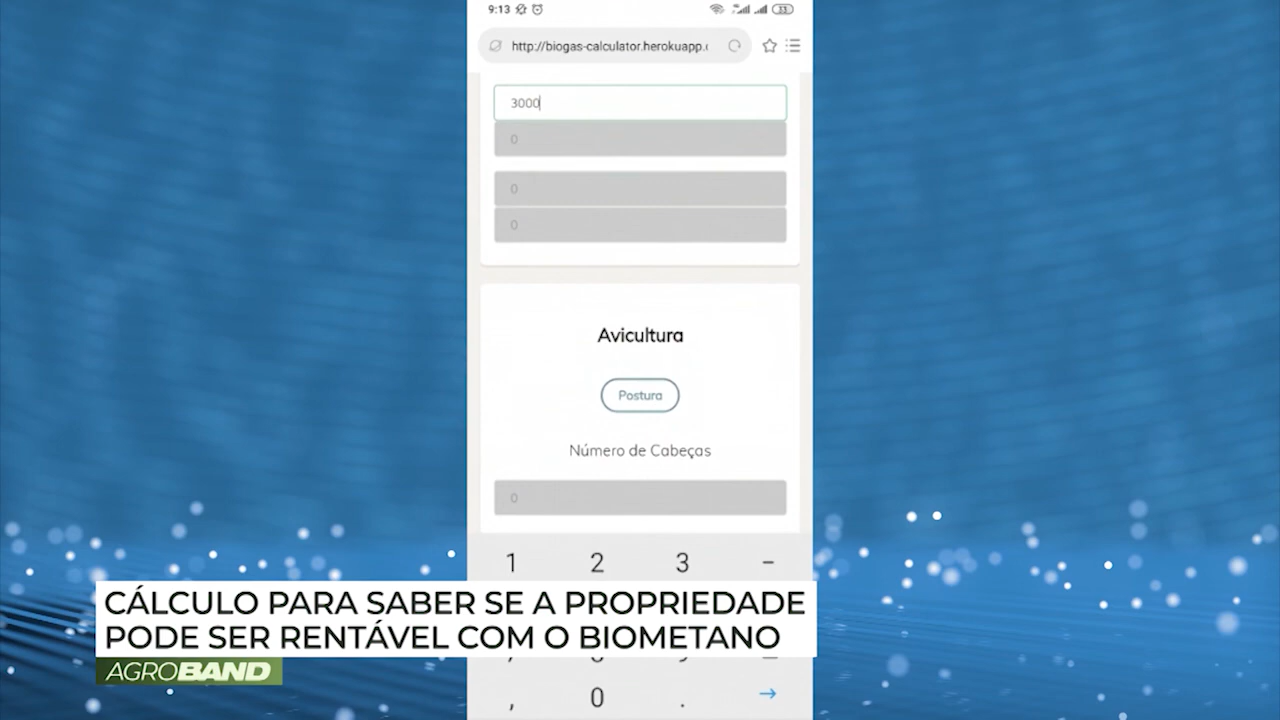 9:13
33
http://biogas-calculator.herokuapp.c
3000
0
0
0
Avicultura
Postura
Número de Cabeças
0
1 2 3 -
CÁLCULO PARA SABER SE A PROPRIEDADE
PODE SER RENTÁVEL COM O BIOMETANO
AGROBAND
, 0 .